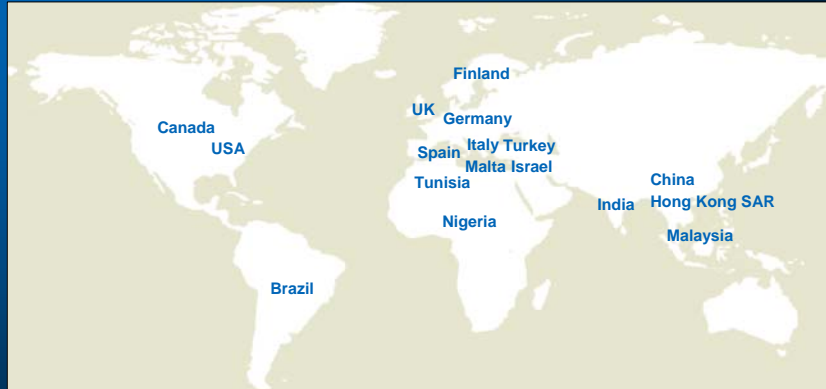 Finland
UK
Germany
Canada
USA
Italy Turkey
Spain
Malta Israel
Tunisia
China
India
Hong Kong SAR
Nigeria
Malaysia
Brazil